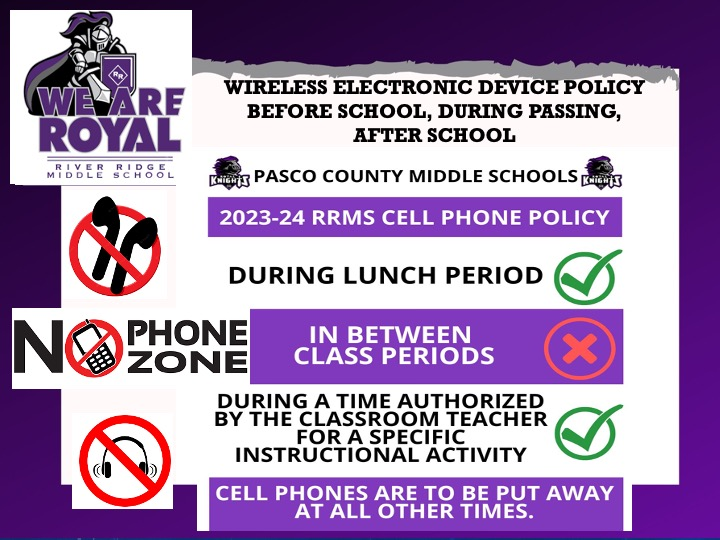 WE ARE
ROYAL
RIVER RIDGE
MIDDLE SCHOOL
WIRELESS ELECTRONIC DEVICE POLICY
BEFORE SCHOOL, DURING PASSING,
AFTER SCHOOL
KNIGHTS PASCO COUNTY MIDDLE SCHOOLS KNIGHTS
2023-24 RRMS CELL PHONE POLICY
DURING LUNCH PERIOD
NO PHONE
ZONE
IN BETWEEN
CLASS PERIODS
DURING A TIME AUTHORIZED
BY THE CLASSROOM TEACHER
FOR A SPECIFIC
INSTRUCTIONAL ACTIVITY
CELL PHONES ARE TO BE PUT AWAY
AT ALL OTHER TIMES.